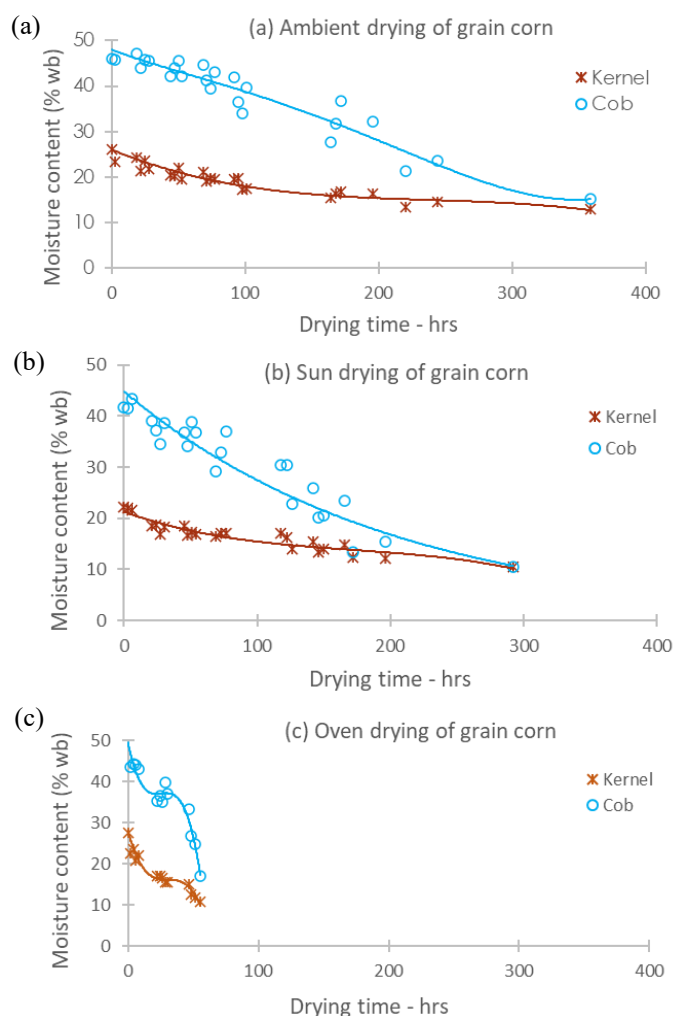 (a)
(a) Ambient drying of grain corn
Moisture content (% wb)
50
40
30
20
10
0
Kernel
Cob
0 100 200 300 400
Drying time - hrs
(b)
(b) Sun drying of grain corn
Moisture content (% wb)
50
40
30
20
10
0
Kernel
Cob
0 100 200 300 400
Drying time - hrs
(c)
(c) Oven drying of grain corn
Moisture content (% wb)
50
40
30
20
10
0
Kernel
Cob
0 100 200 300 400
Drying time - hrs